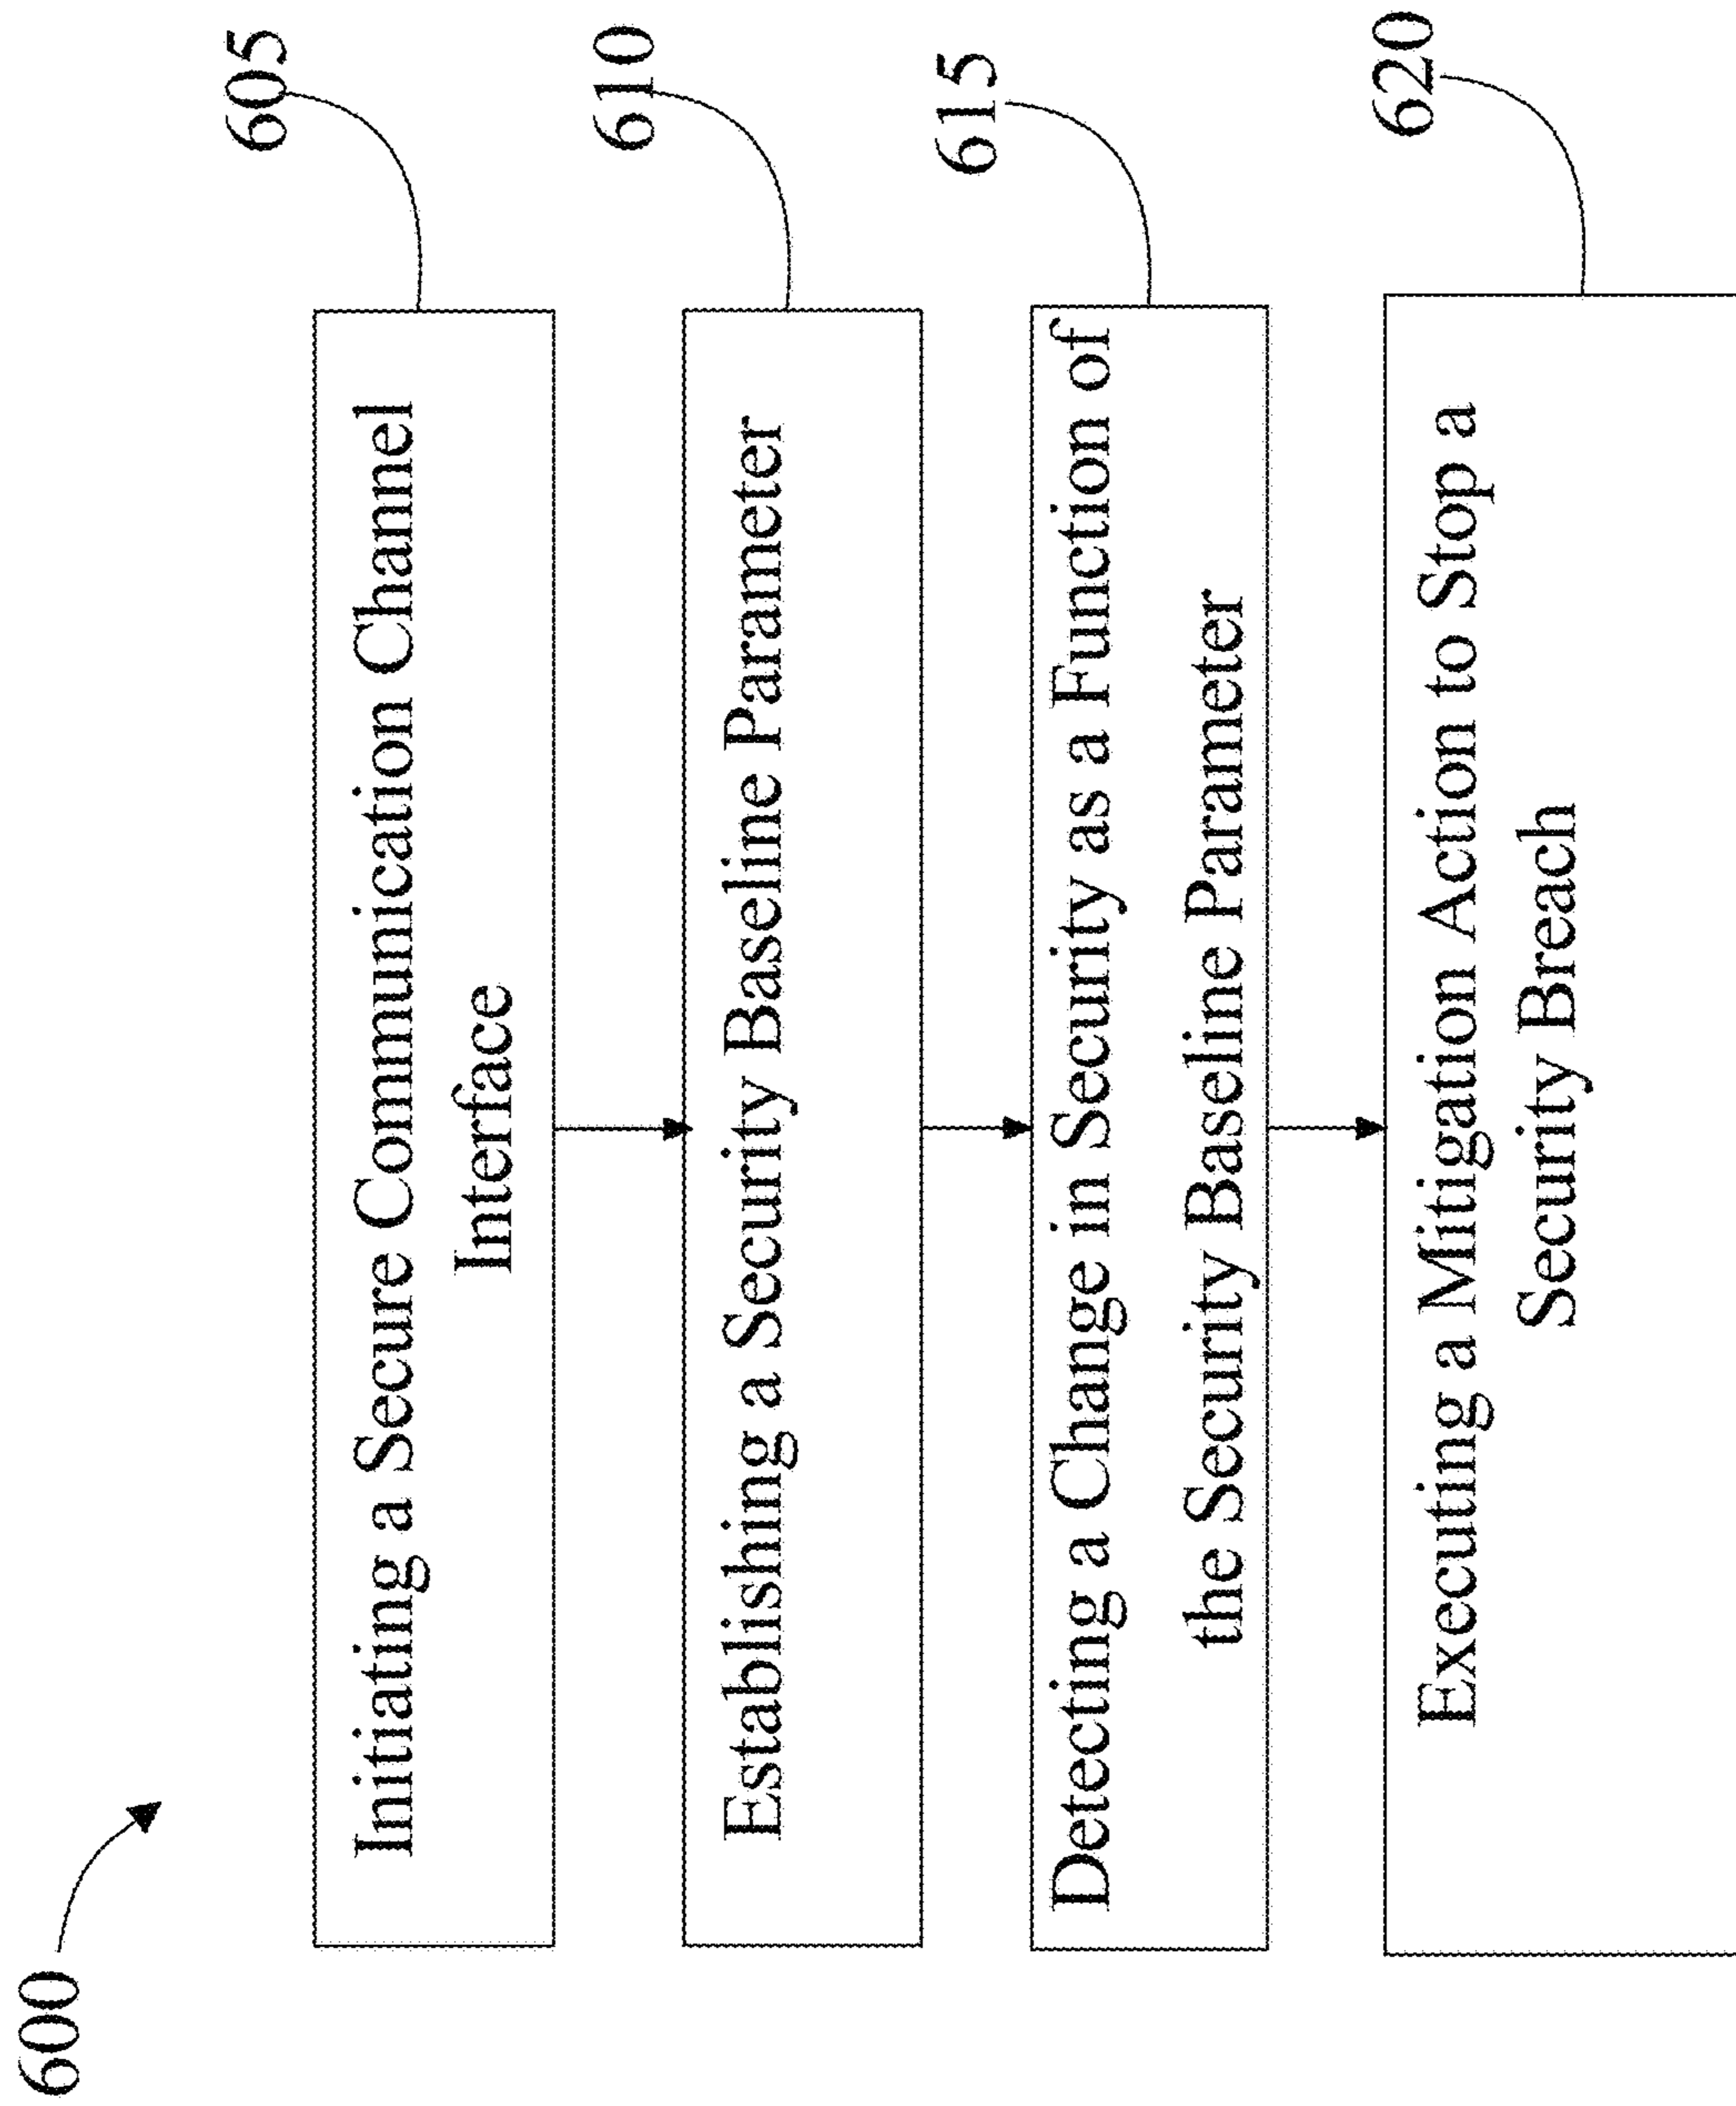 600
Initiating a Secure Communication Channel
Interface
605
Establishing a Security Baseline Parameter
610
Detecting a Change in Security as a Function of
the Security Baseline Parameter
615
Executing a Mitigation Action to Stop a
Security Breach
620